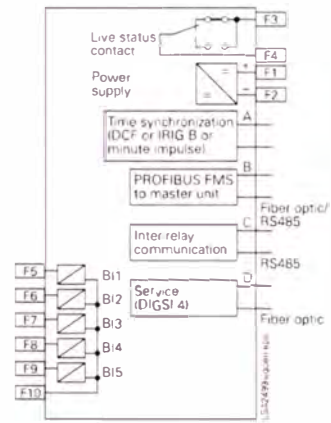 F3
Live status
contact
F4
F1
Power
supply
+
=
=
−
F2
A
Time synchronization
(DCF or IRIG B or
minute impulse)
B
PROFIBUS FMS
to master unit
Fiber optic/
RS485
C
Inter relay
communication
RS485
D
Service
(DIGSI 4)
Fiber optic
F5
BI1
F6
BI2
F7
BI3
F8
BI4
F9
BI5
F10